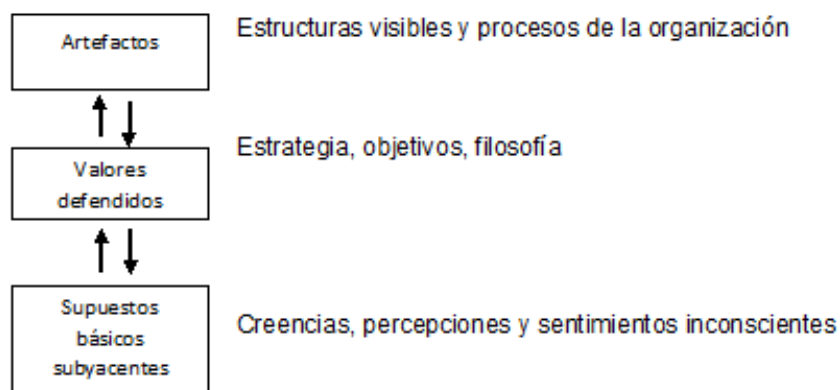 Artefactos
Estructuras visibles y procesos de la organización
Valores
defendidos
Estrategia, objetivos, filosofía
Supuestos
básicos
subyacentes
Creencias, percepciones y sentimientos inconscientes